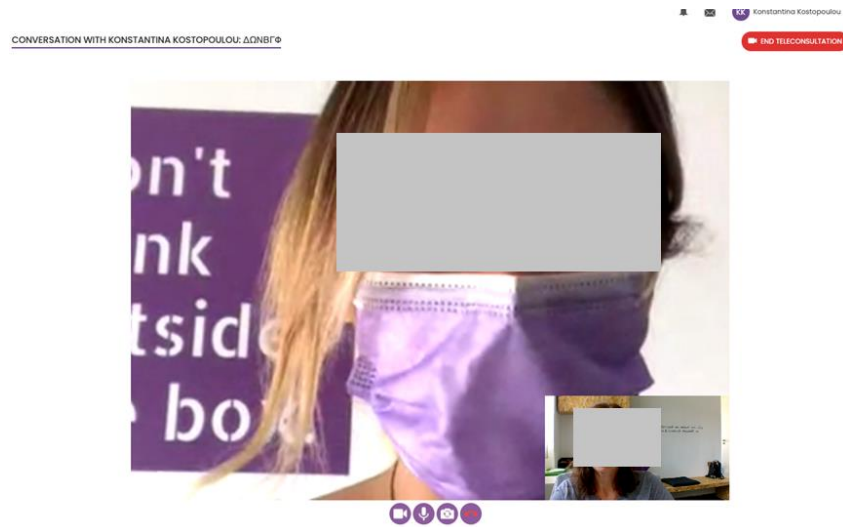 KK Konstantina Kostopoulou
CONVERSATION WITH KONSTANTINA KOSTOPOULOU: ΔΩΝΒΓΦ
END TELECONSULTATION
on't
nk
tside
bo